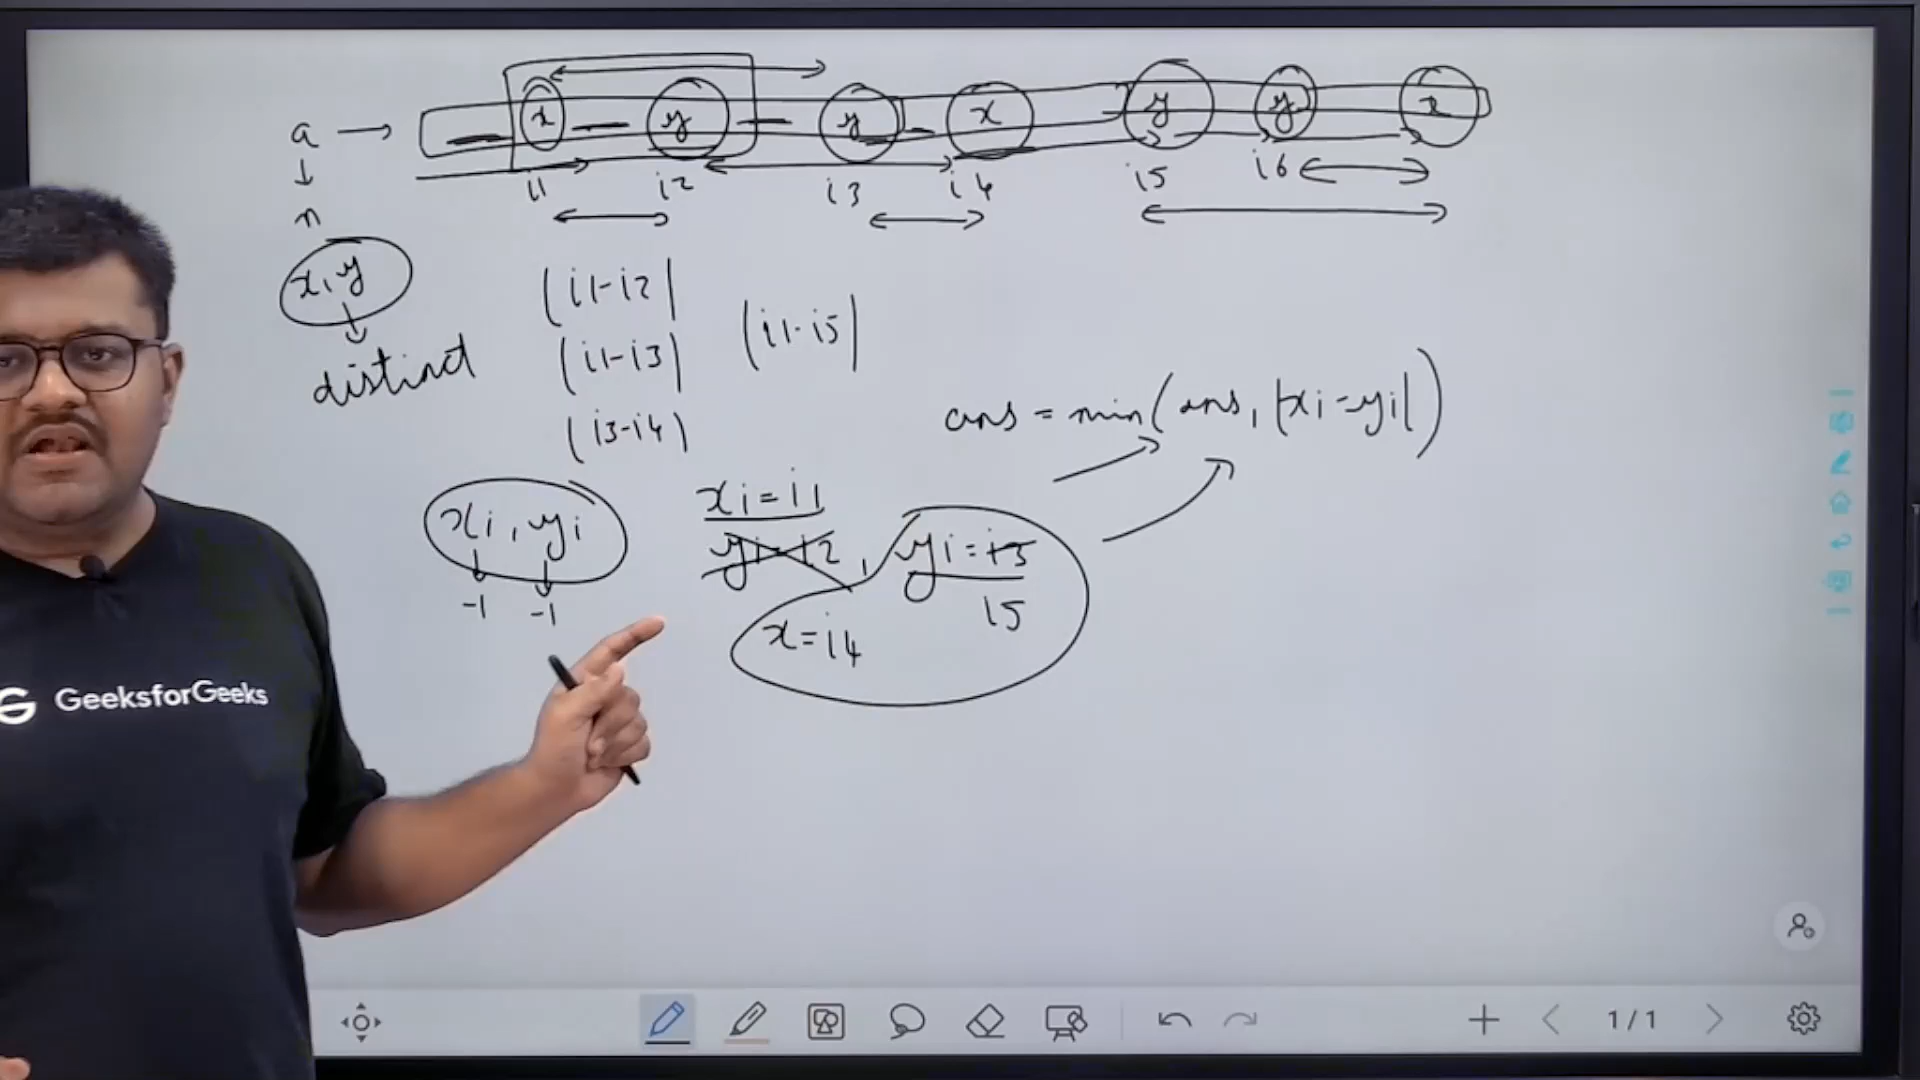 a → x y y x y y x
n
i1 i2 i3 i4 i5 i6
x, y
distinct
|i1-i2|
|i1-i3|
|i1-i5|
(i3-i4)
ans = min(ans, |xi-yi|)
xi, yi
-1 -1
xi = i1
yi = i2, yi = i3
i5
x = i4
GeeksforGeeks
1/1